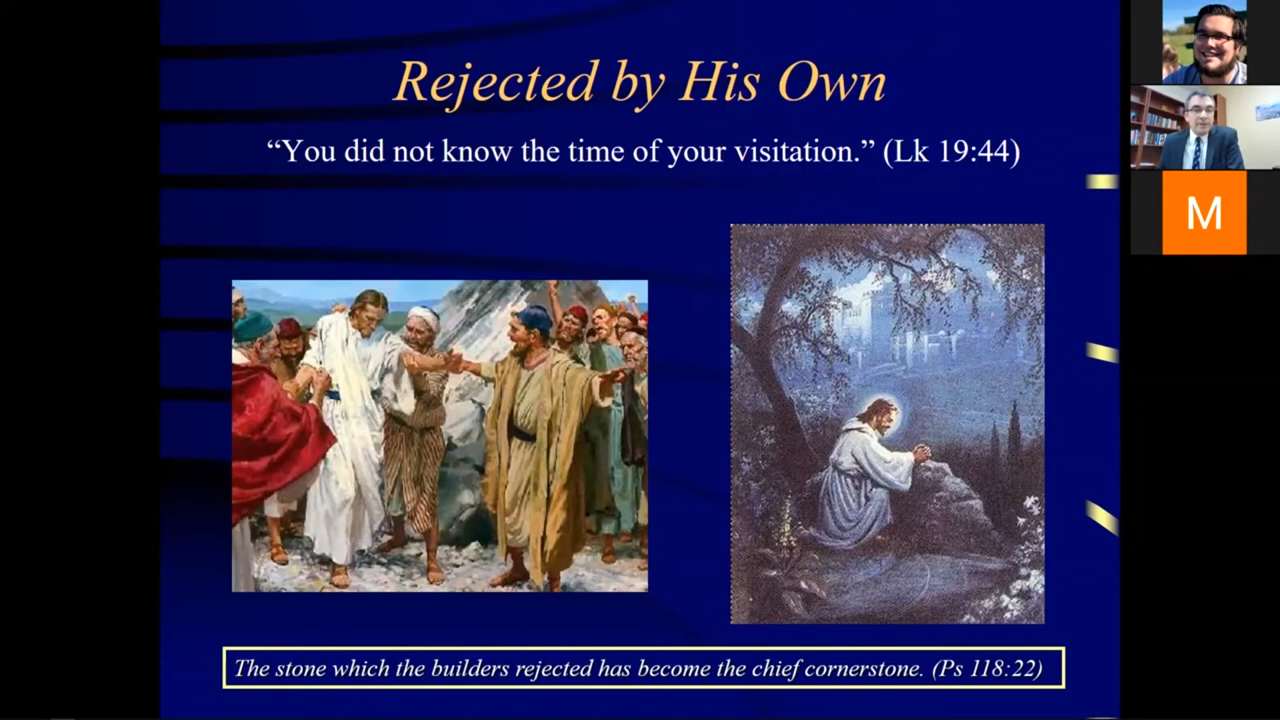 Rejected by His Own
“You did not know the time of your visitation.” (Lk 19:44)
M
The stone which the builders rejected has become the chief cornerstone. (Ps 118:22)